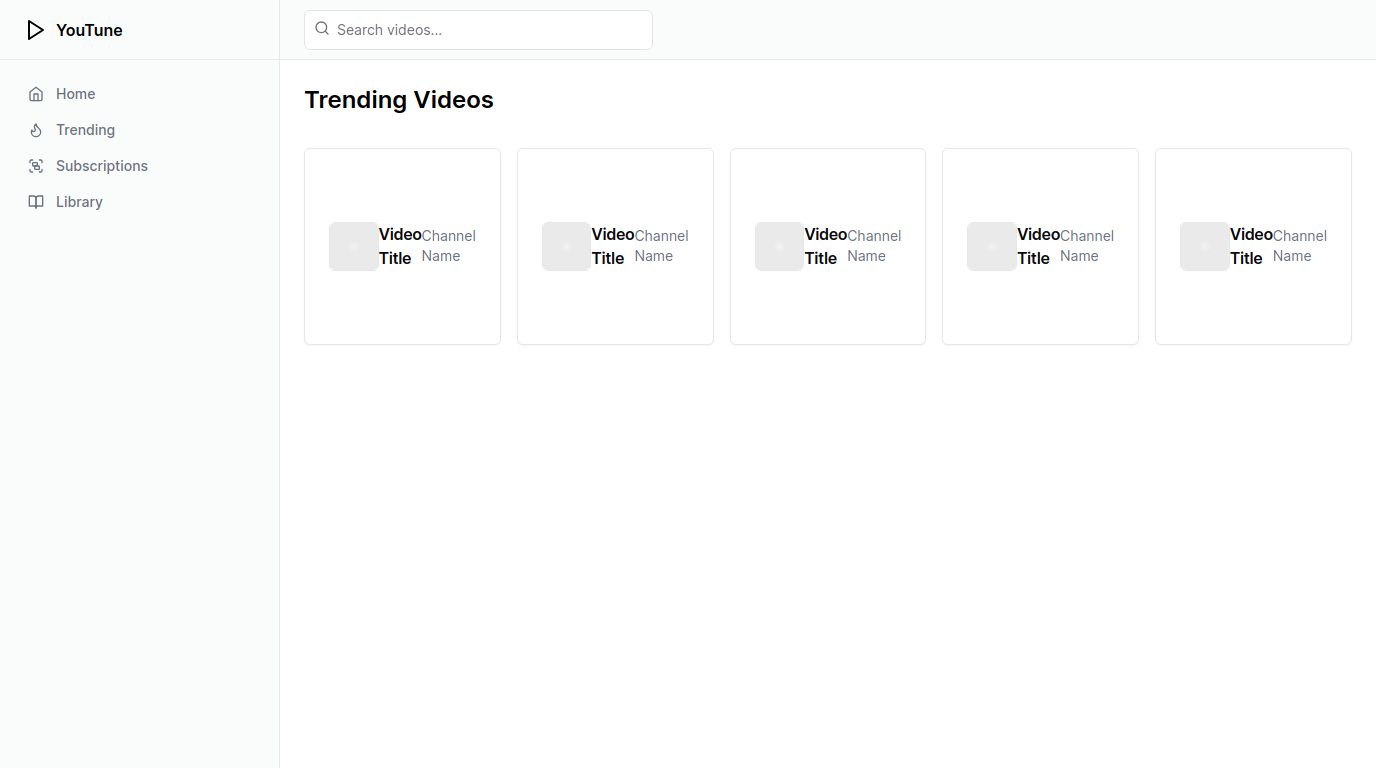 YouTune
Search videos...
Home
Trending
Subscriptions
Library
Trending Videos
Video Title
Channel Name
Video Title
Channel Name
Video Title
Channel Name
Video Title
Channel Name
Video Title
Channel Name